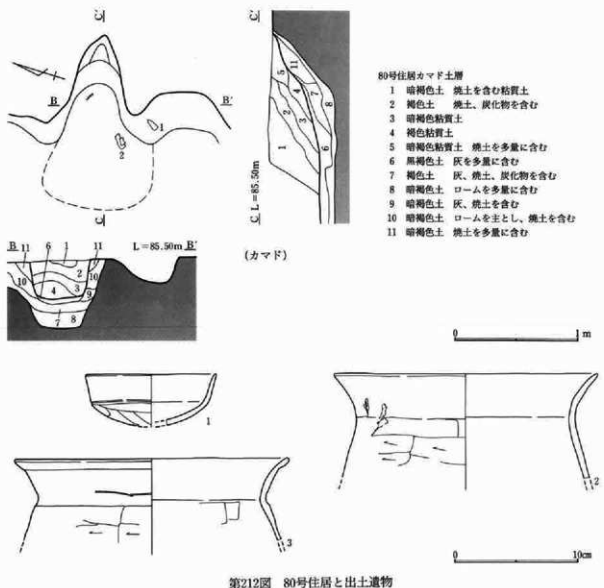 C'
C'
80号住居カマド土層
1 暗褐色土 焼土を含む粘質土
2 褐色土 焼土、炭化物を含む
3 暗褐色粘質土
4 褐色粘質土
5 暗褐色粘質土 焼土を多量に含む
6 黒褐色土 灰を多量に含む
7 褐色土 灰、焼土、炭化物を含む
8 暗褐色土 ロームを多量に含む
9 暗褐色土 灰、焼土を含む
10 暗褐色土 ロームを主とし、焼土を含む
11 暗褐色土 焼土を多量に含む
B
B'
1
2
C
11
5
4
7
2
3
8
1
6
C L=85.50m
(カマド)
B 11 6 1 11 L=85.50m B'
2
10
10
4
3
9
7
8
0 1m
1
2
3
0 10cm
第212図 80号住居と出土遺物